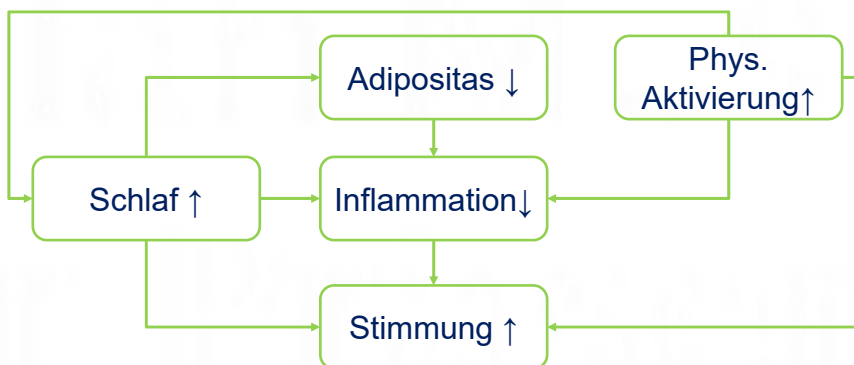 Adipositas ↓
Phys.
Aktivierung↑
Schlaf ↑
Inflammation↓
Stimmung ↑